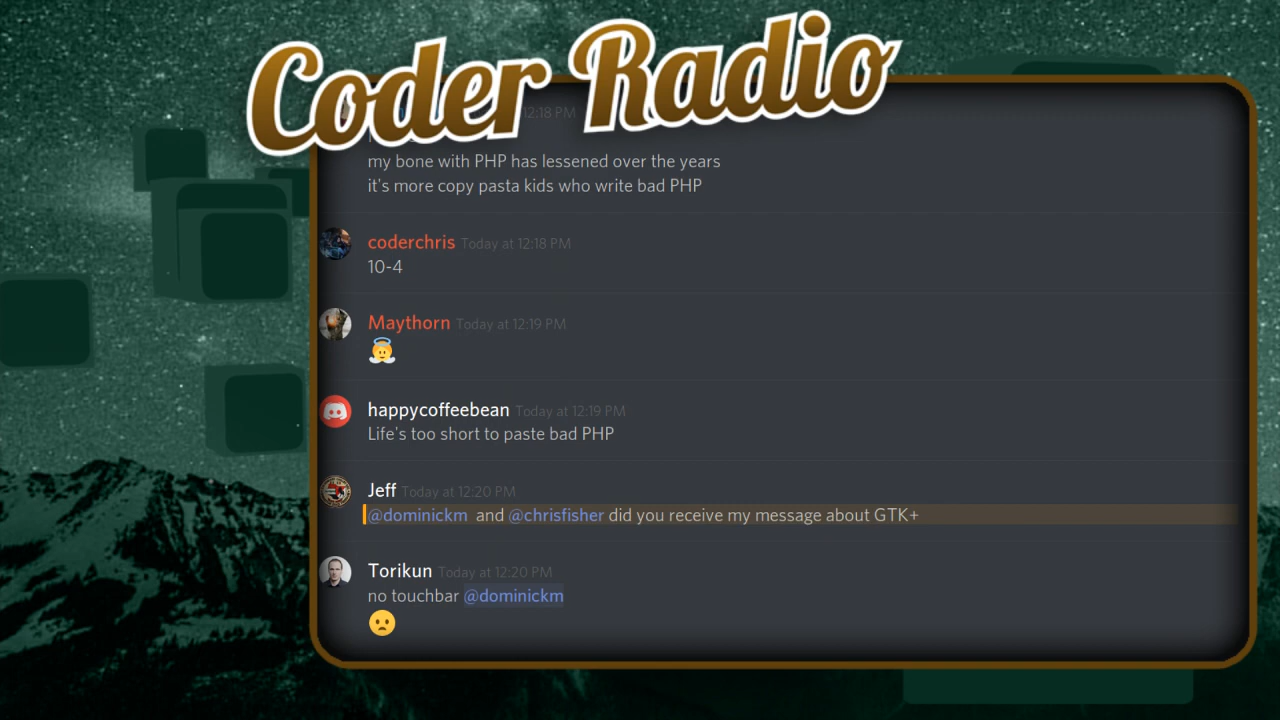 Coder Radio
12:18 PM
my bone with PHP has lessened over the years
it's more copy pasta kids who write bad PHP
coderchris Today at 12:18 PM
10-4
Maythorn Today at 12:19 PM
happycoffeebean Today at 12:19 PM
Life's too short to paste bad PHP
Jeff Today at 12:20 PM
@dominickm and @chrisfisher did you receive my message about GTK+
Torikun Today at 12:20 PM
no touchbar @dominickm